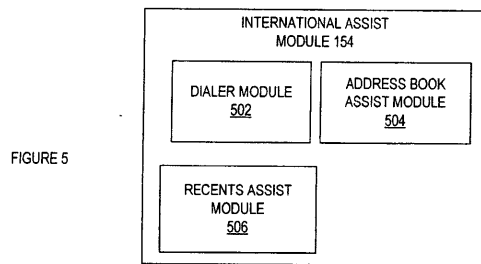 INTERNATIONAL ASSIST
MODULE 154
DIALER MODULE
502
ADDRESS BOOK
ASSIST MODULE
504
FIGURE 5
RECENTS ASSIST
MODULE
506